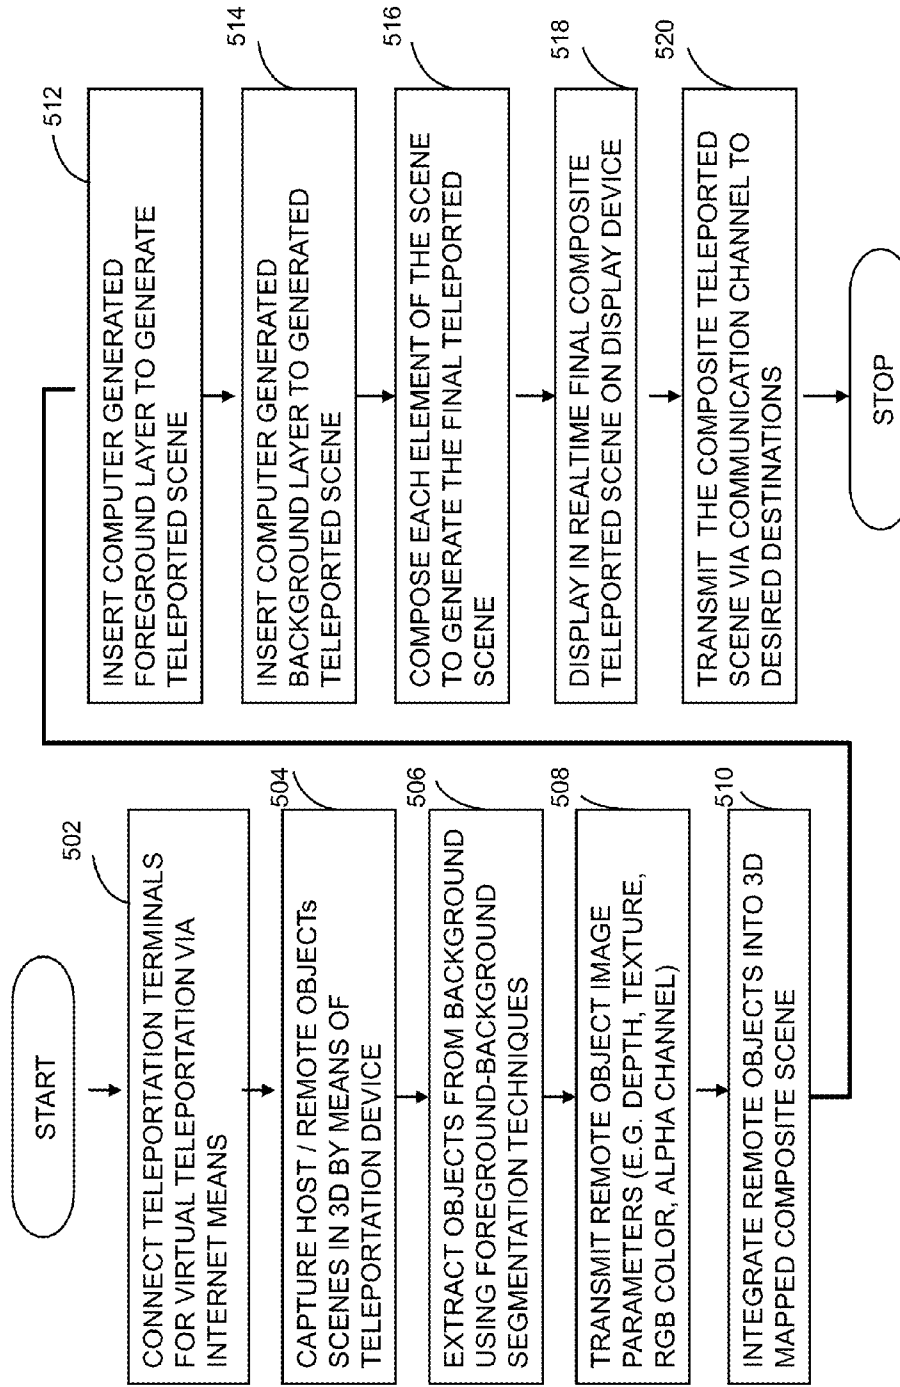 START
502
CONNECT TELEPORTATION TERMINALS
FOR VIRTUAL TELEPORTATION VIA
INTERNET MEANS
504
CAPTURE HOST / REMOTE OBJECTs
SCENES IN 3D BY MEANS OF
TELEPORTATION DEVICE
506
EXTRACT OBJECTS FROM BACKGROUND
USING FOREGROUND-BACKGROUND
SEGMENTATION TECHNIQUES
508
TRANSMIT REMOTE OBJECT IMAGE
PARAMETERS (E.G. DEPTH, TEXTURE,
RGB COLOR, ALPHA CHANNEL)
510
INTEGRATE REMOTE OBJECTS INTO 3D
MAPPED COMPOSITE SCENE
512
INSERT COMPUTER GENERATED
FOREGROUND LAYER TO GENERATE
TELEPORTED SCENE
514
INSERT COMPUTER GENERATED
BACKGROUND LAYER TO GENERATED
TELEPORTED SCENE
516
COMPOSE EACH ELEMENT OF THE SCENE
TO GENERATE THE FINAL TELEPORTED
SCENE
518
DISPLAY IN REALTIME FINAL COMPOSITE
TELEPORTED SCENE ON DISPLAY DEVICE
520
TRANSMIT THE COMPOSITE TELEPORTED
SCENE VIA COMMUNICATION CHANNEL TO
DESIRED DESTINATIONS
STOP